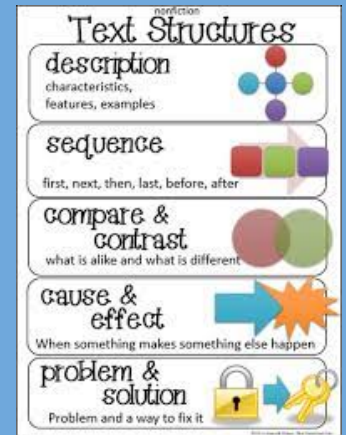 nonfiction
Text Structures
description
characteristics,
features, examples
sequence
first, next, then, last, before, after
compare &
contrast
what is alike and what is different
cause &
effect
When something makes something else happen
problem &
solution
Problem and a way to fix it